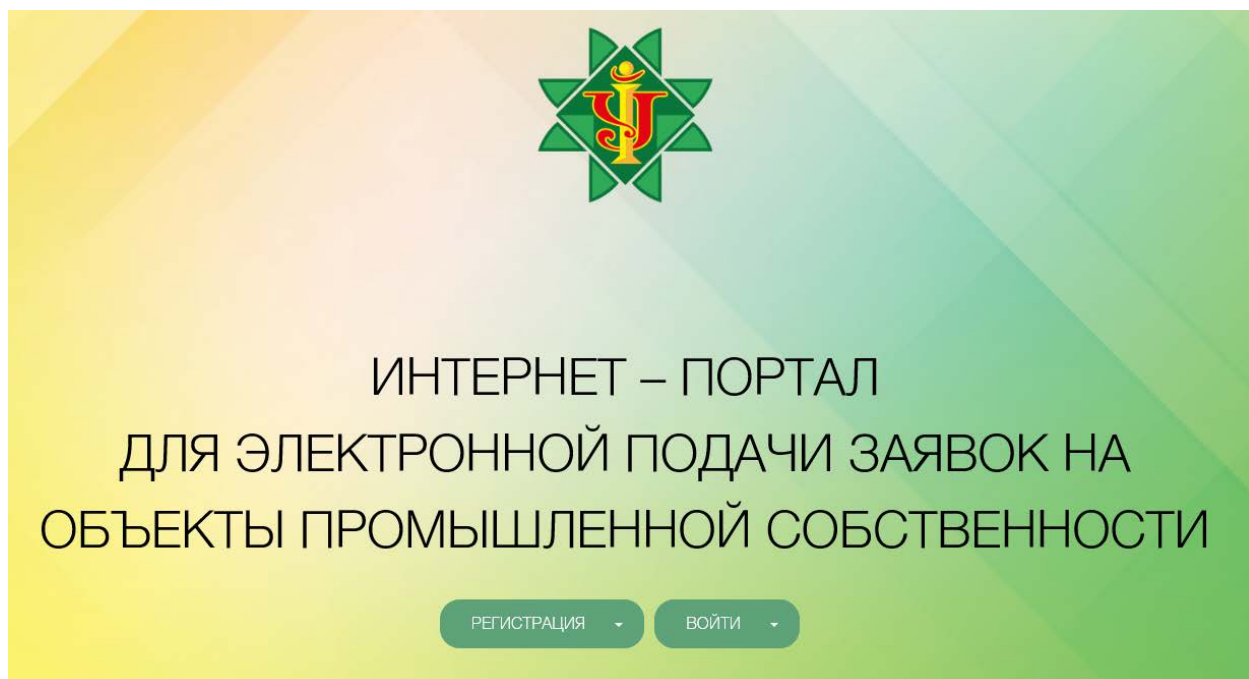 ИНТЕРНЕТ – ПОРТАЛ
ДЛЯ ЭЛЕКТРОННОЙ ПОДАЧИ ЗАЯВОК НА
ОБЪЕКТЫ ПРОМЫШЛЕННОЙ СОБСТВЕННОСТИ
РЕГИСТРАЦИЯ
ВОЙТИ